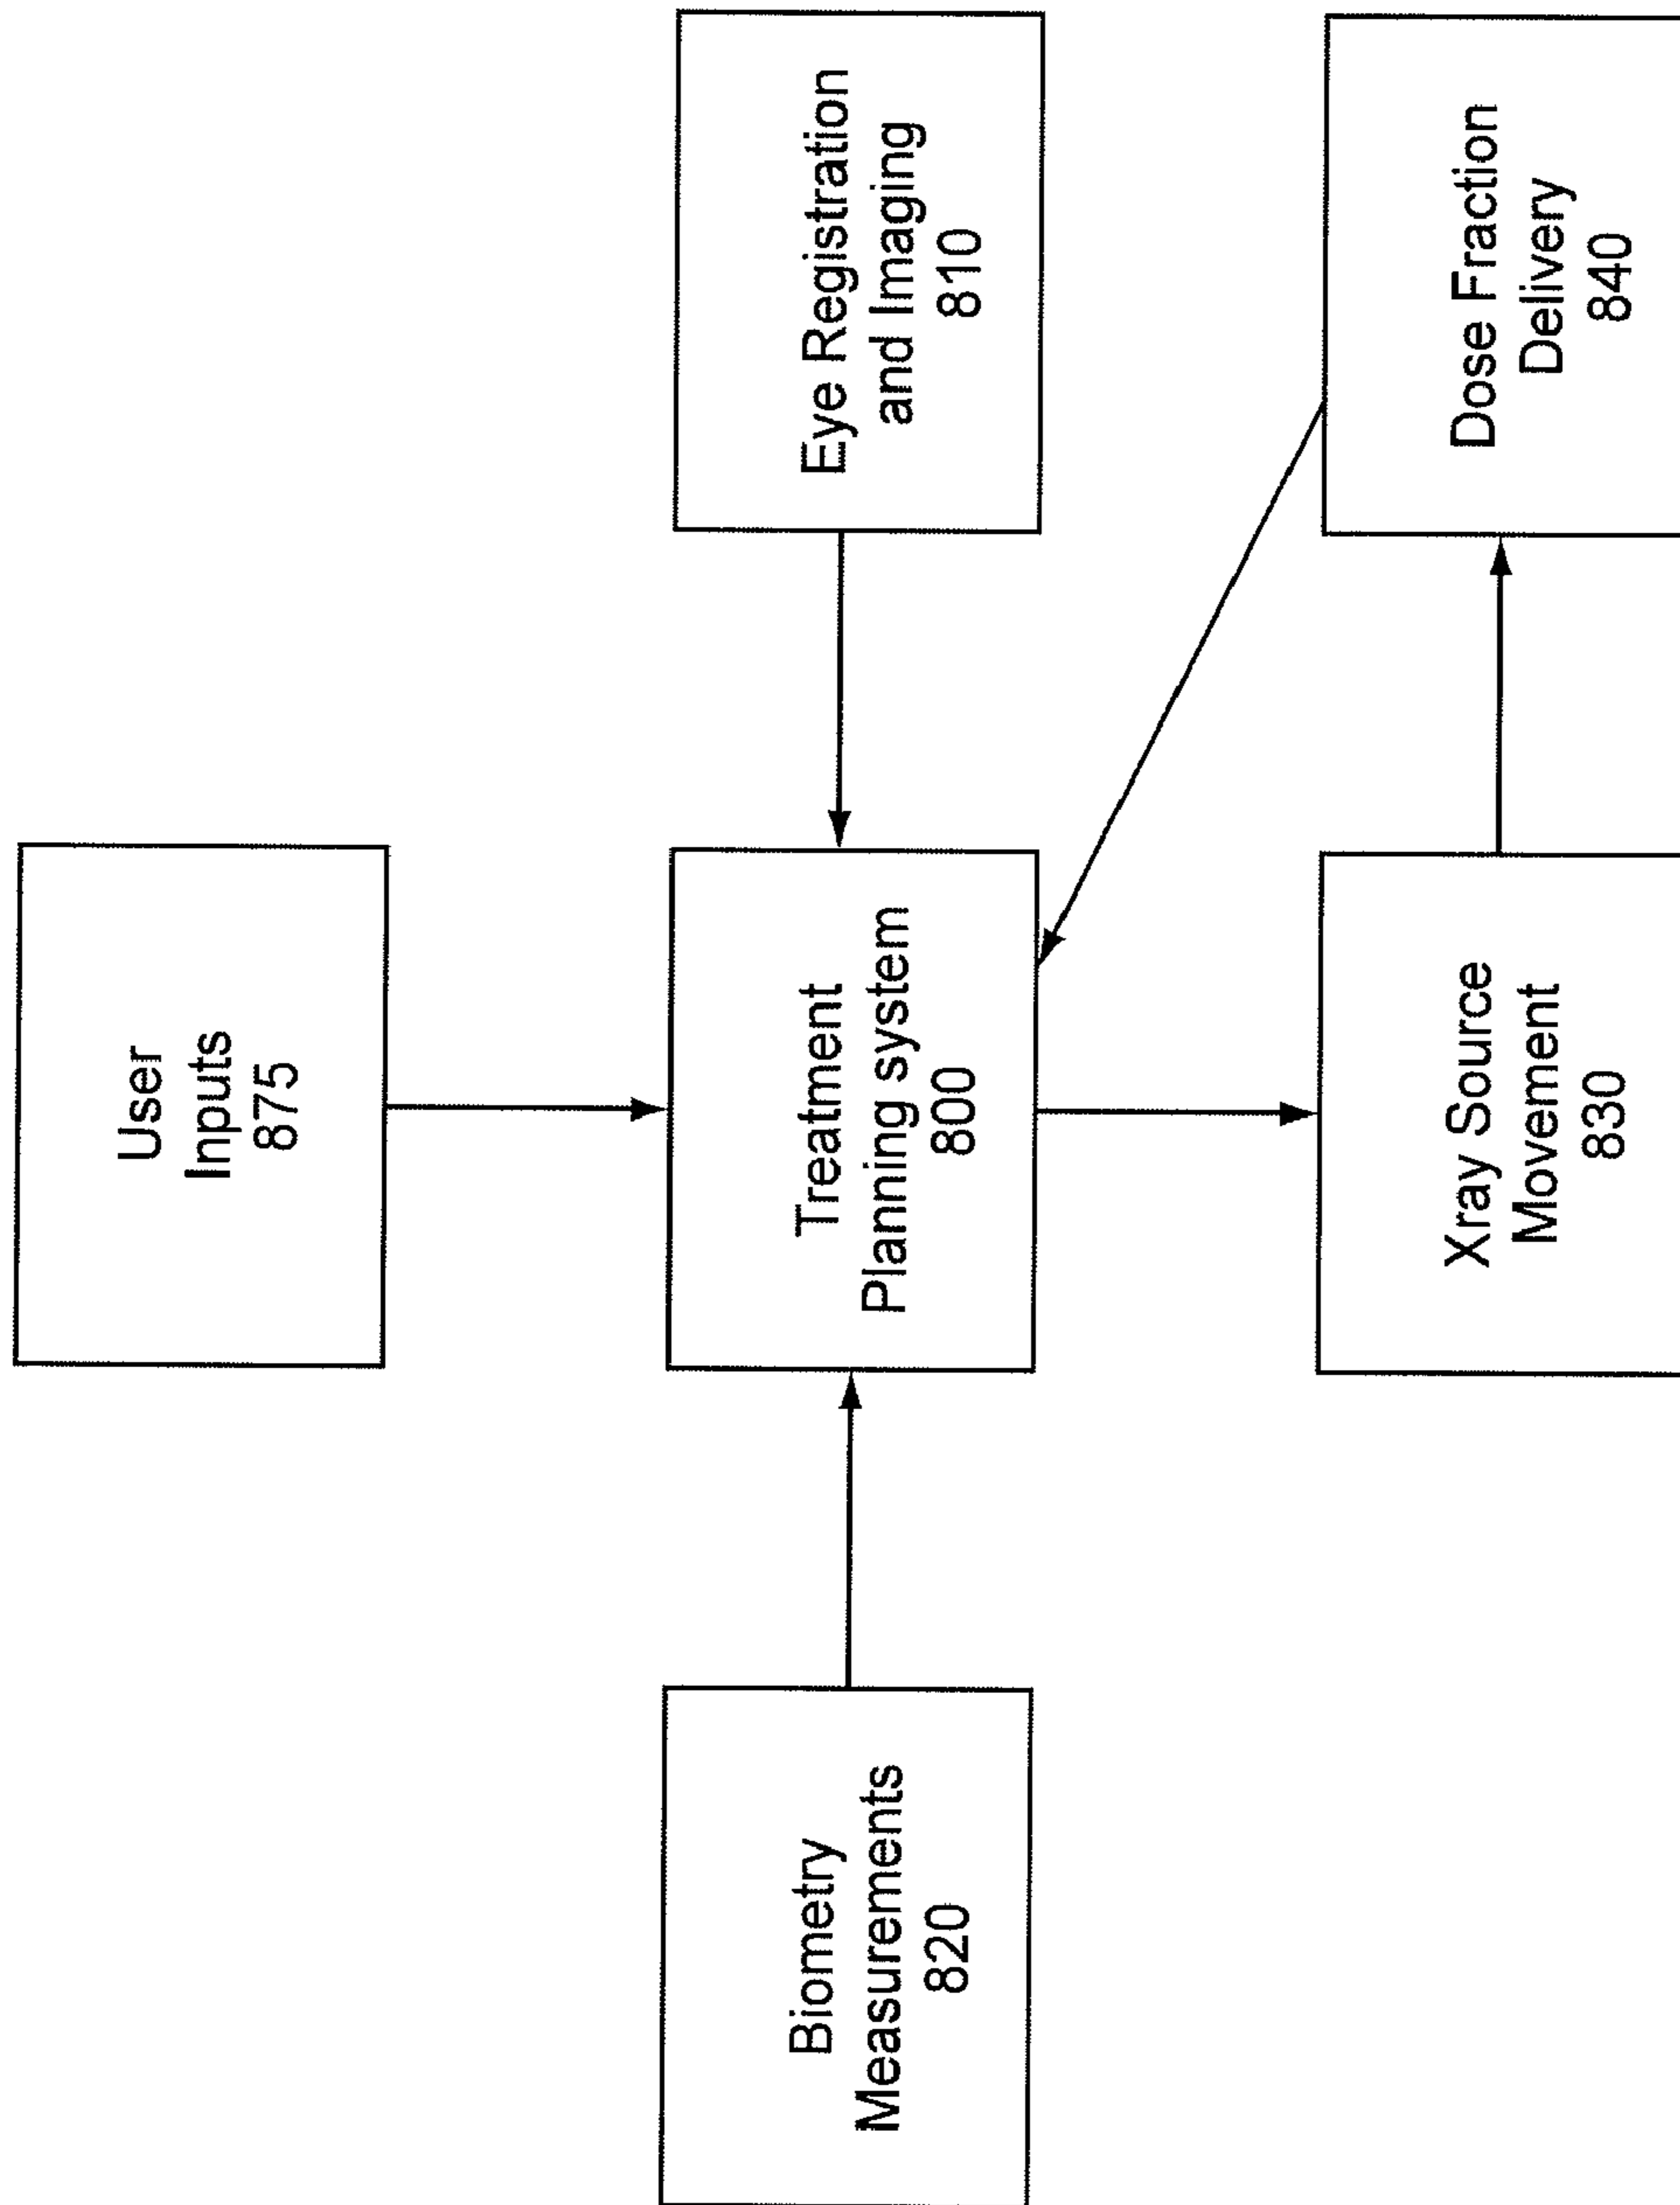 User
Inputs
875
Biometry
Measurements
820
Treatment
Planning system
800
Eye Registration
and Imaging
810
Xray Source
Movement
830
Dose Fraction
Delivery
840